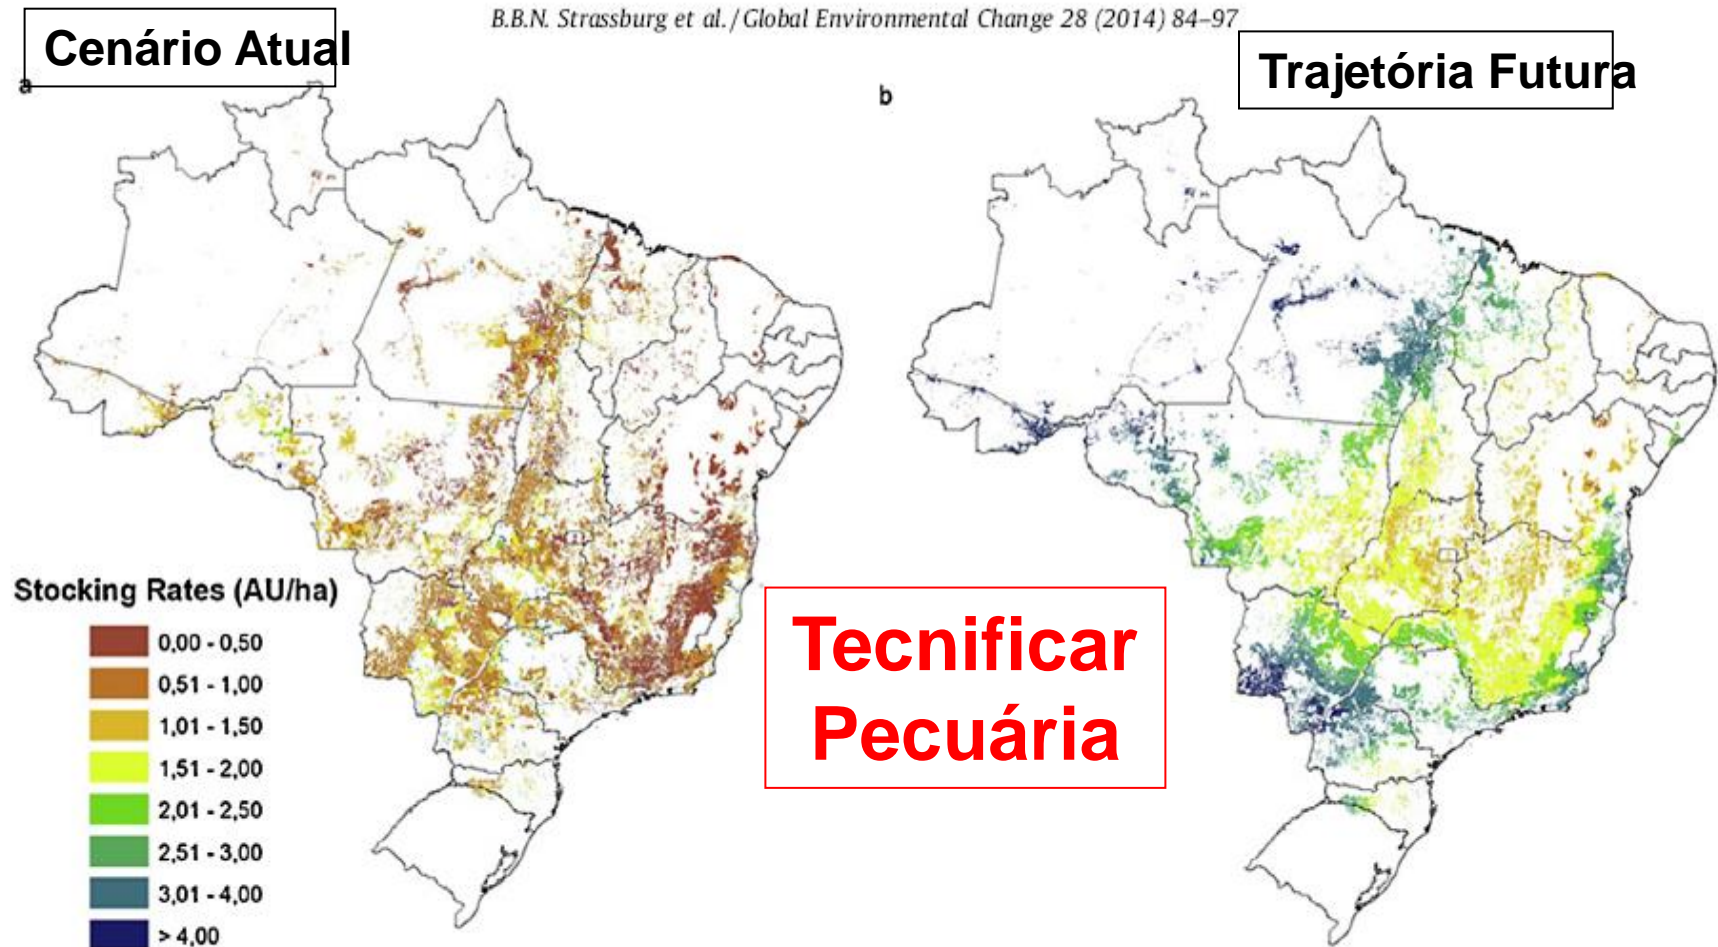 B.B.N. Strassburg et al. / Global Environmental Change 28 (2014) 84–97
Cenário Atual
Trajetória Futura
a
b
Stocking Rates (AU/ha)
0,00 - 0,50
0,51 - 1,00
1,01 - 1,50
1,51 - 2,00
2,01 - 2,50
2,51 - 3,00
3,01 - 4,00
> 4,00
Tecnificar
Pecuária